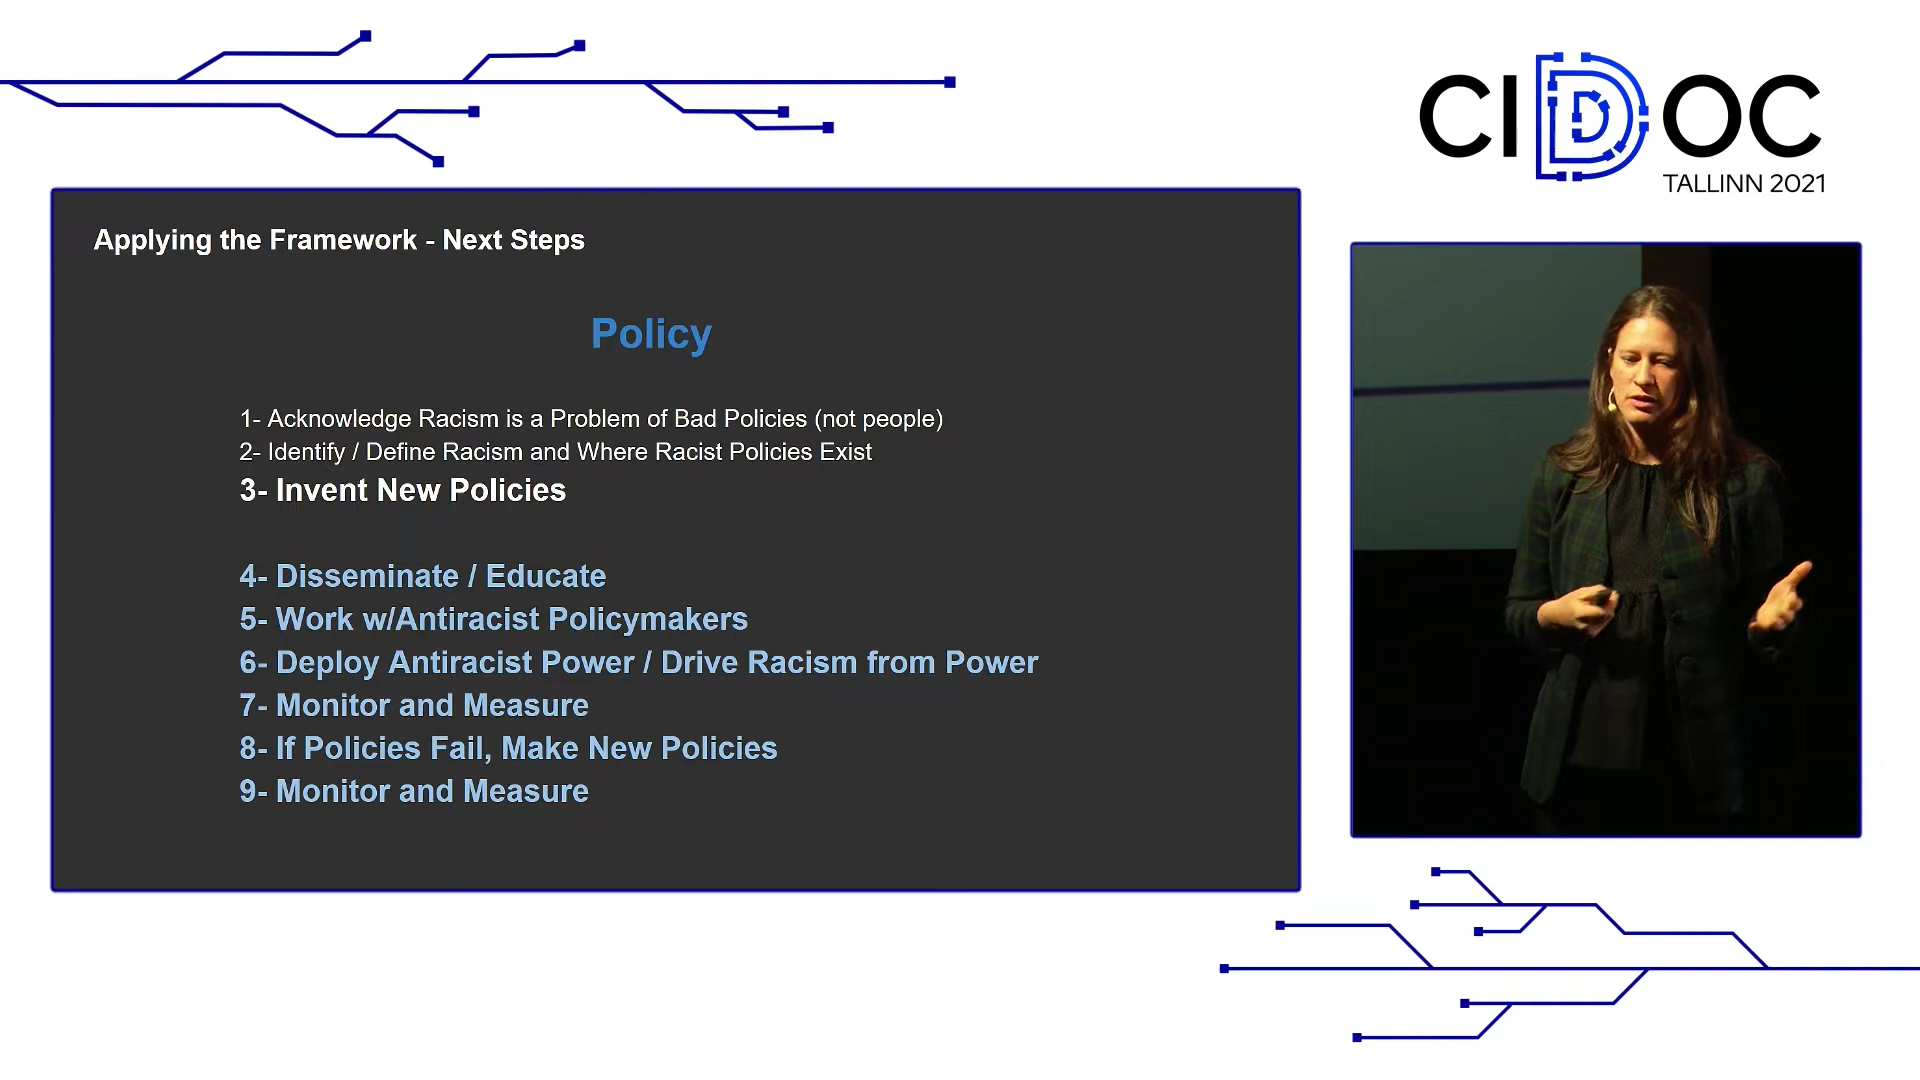 CIDOC
TALLINN 2021
Applying the Framework - Next Steps
Policy
1- Acknowledge Racism is a Problem of Bad Policies (not people)
2- Identify / Define Racism and Where Racist Policies Exist
3- Invent New Policies
4- Disseminate / Educate
5- Work w/Antiracist Policymakers
6- Deploy Antiracist Power / Drive Racism from Power
7- Monitor and Measure
8- If Policies Fail, Make New Policies
9- Monitor and Measure